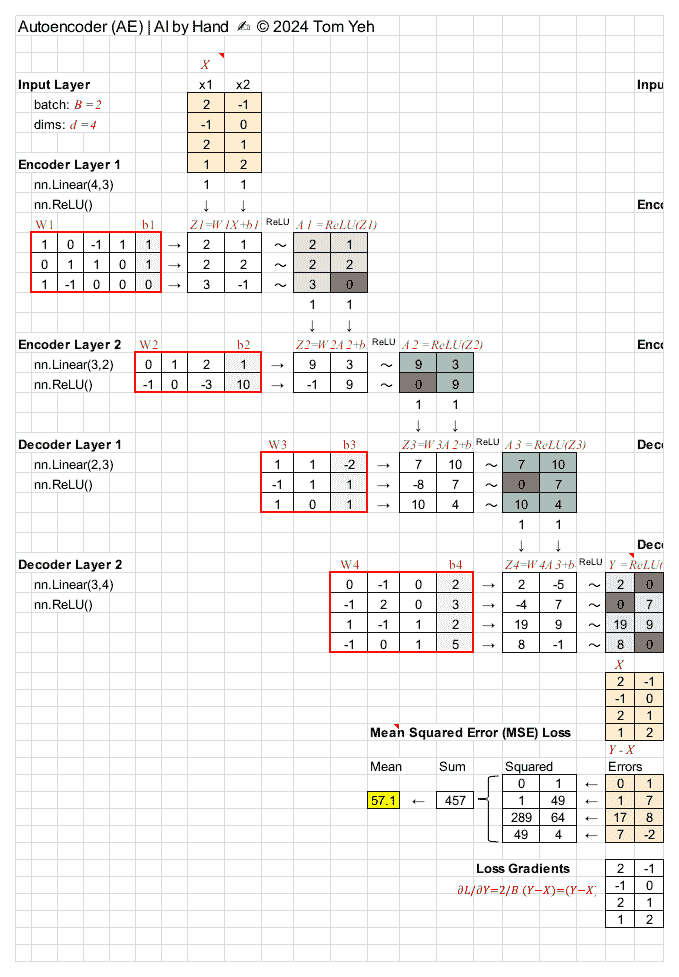 Autoencoder (AE) | AI by Hand ✍ © 2024 Tom Yeh
X
Input Layer x1 x2 Inpu
batch: B = 2 2 -1
dims: d = 4 -1 0
2 1
Encoder Layer 1 1 2
nn.Linear(4,3) 1 1
nn.ReLU() ↓ ↓ Enco
W1 b1 Z1=W1X+b1 ReLU A1 = ReLU(Z1)
1 0 -1 1 1 → 2 1 ~ 2 1
0 1 1 0 1 → 2 2 ~ 2 2
1 -1 0 0 0 → 3 -1 ~ 3 0
1 1
↓ ↓
Encoder Layer 2 W2 b2 Z2=W2A2+b ReLU A2 = ReLU(Z2) Enco
nn.Linear(3,2) 0 1 2 1 → 9 3 ~ 9 3
nn.ReLU() -1 0 -3 10 → -1 9 ~ 0 9
1 1
↓ ↓
Decoder Layer 1 W3 b3 Z3=W3A2+b ReLU A3 = ReLU(Z3) Deco
nn.Linear(2,3) 1 1 -2 → 7 10 ~ 7 10
nn.ReLU() -1 1 1 → -8 7 ~ 0 7
1 0 1 → 10 4 ~ 10 4
1 1
↓ ↓ Deco
Decoder Layer 2 W4 b4 Z4=W4A3+b ReLU Y = ReLU(
nn.Linear(3,4) 0 -1 0 2 → 2 -5 ~ 2 0
nn.ReLU() -1 2 0 3 → -4 7 ~ 0 7
1 -1 1 2 → 19 9 ~ 19 9
-1 0 1 5 → 8 -1 ~ 8 0
X
2 -1
-1 0
2 1
Mean Squared Error (MSE) Loss 1 2
Y - X
Mean Sum Squared Errors
0 1 ← 0 1
57.1 ← 457 1 49 ← 1 7
289 64 ← 17 8
49 4 ← 7 -2
Loss Gradients 2 -1
∂L/∂Y=2/B (Y−X)=(Y−X) -1 0
2 1
1 2